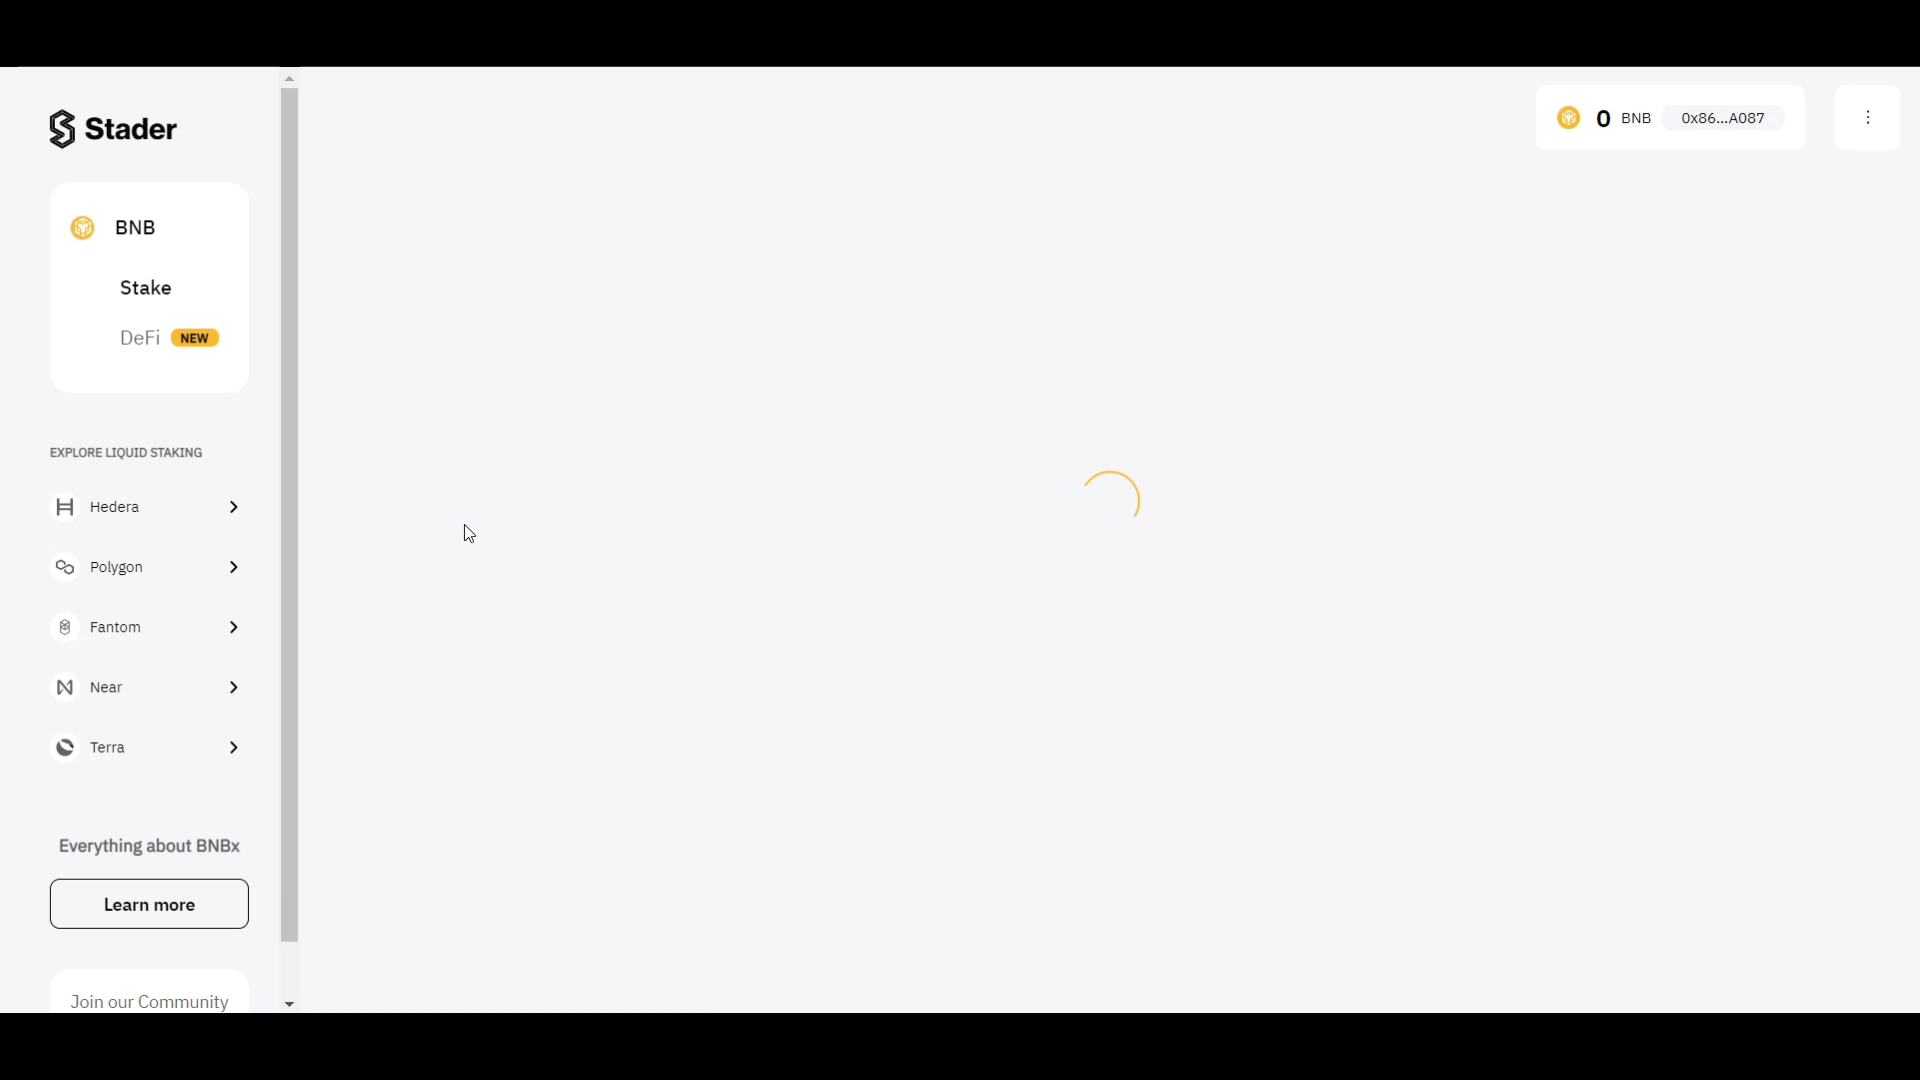 Stader
0 BNB 0x86...A087
BNB
Stake
DeFi NEW
EXPLORE LIQUID STAKING
Hedera
Polygon
Fantom
Near
Terra
Everything about BNBx
Learn more
Join our Community